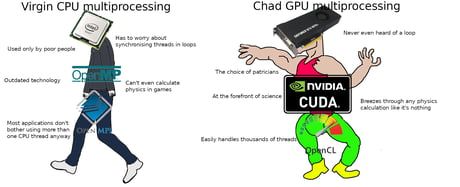 Virgin CPU multiprocessing
Chad GPU multiprocessing
intel
Has to worry about
synchronising threads in loops
Used only by poor people
OpenMP
Outdated technology
Can't even calculate
physics in games
Most applications don't
bother using more than
one CPU thread anyway
OPEN MPI
Never even heard of a loop
The choice of patricians
NVIDIA.
CUDA.
At the forefront of science
Breezes through any physics
calculation like it's nothing
Easily handles thousands of threads
OpenCL